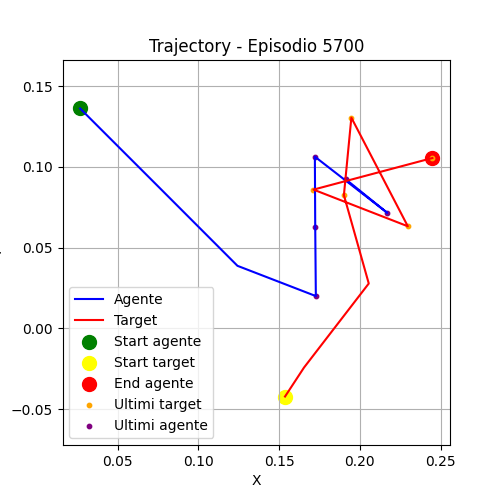 Trajectory - Episodio 5700
0.15
0.10
0.05
0.00
−0.05
Agente
Target
Start agente
Start target
End agente
Ultimi target
Ultimi agente
0.05 0.10 0.15 0.20 0.25
X